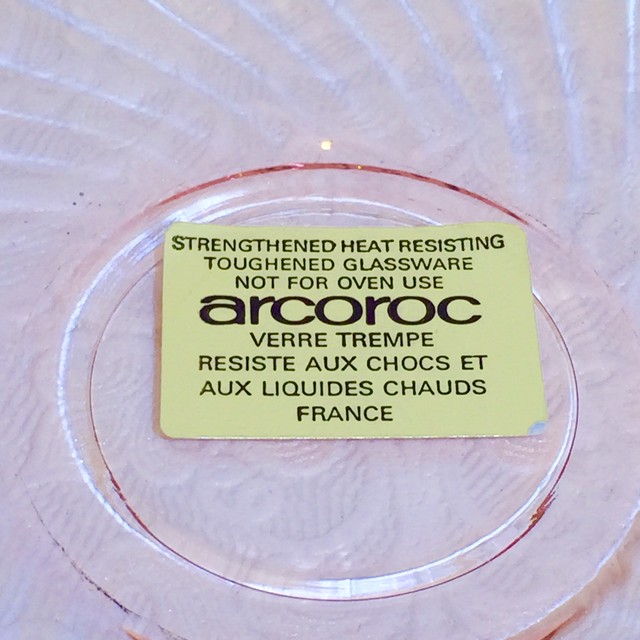 STRENGTHENED HEAT RESISTING
TOUGHENED GLASSWARE
NOT FOR OVEN USE
arcoroc
VERRE TREMPE
RESISTE AUX CHOCS ET
AUX LIQUIDES CHAUDS
FRANCE